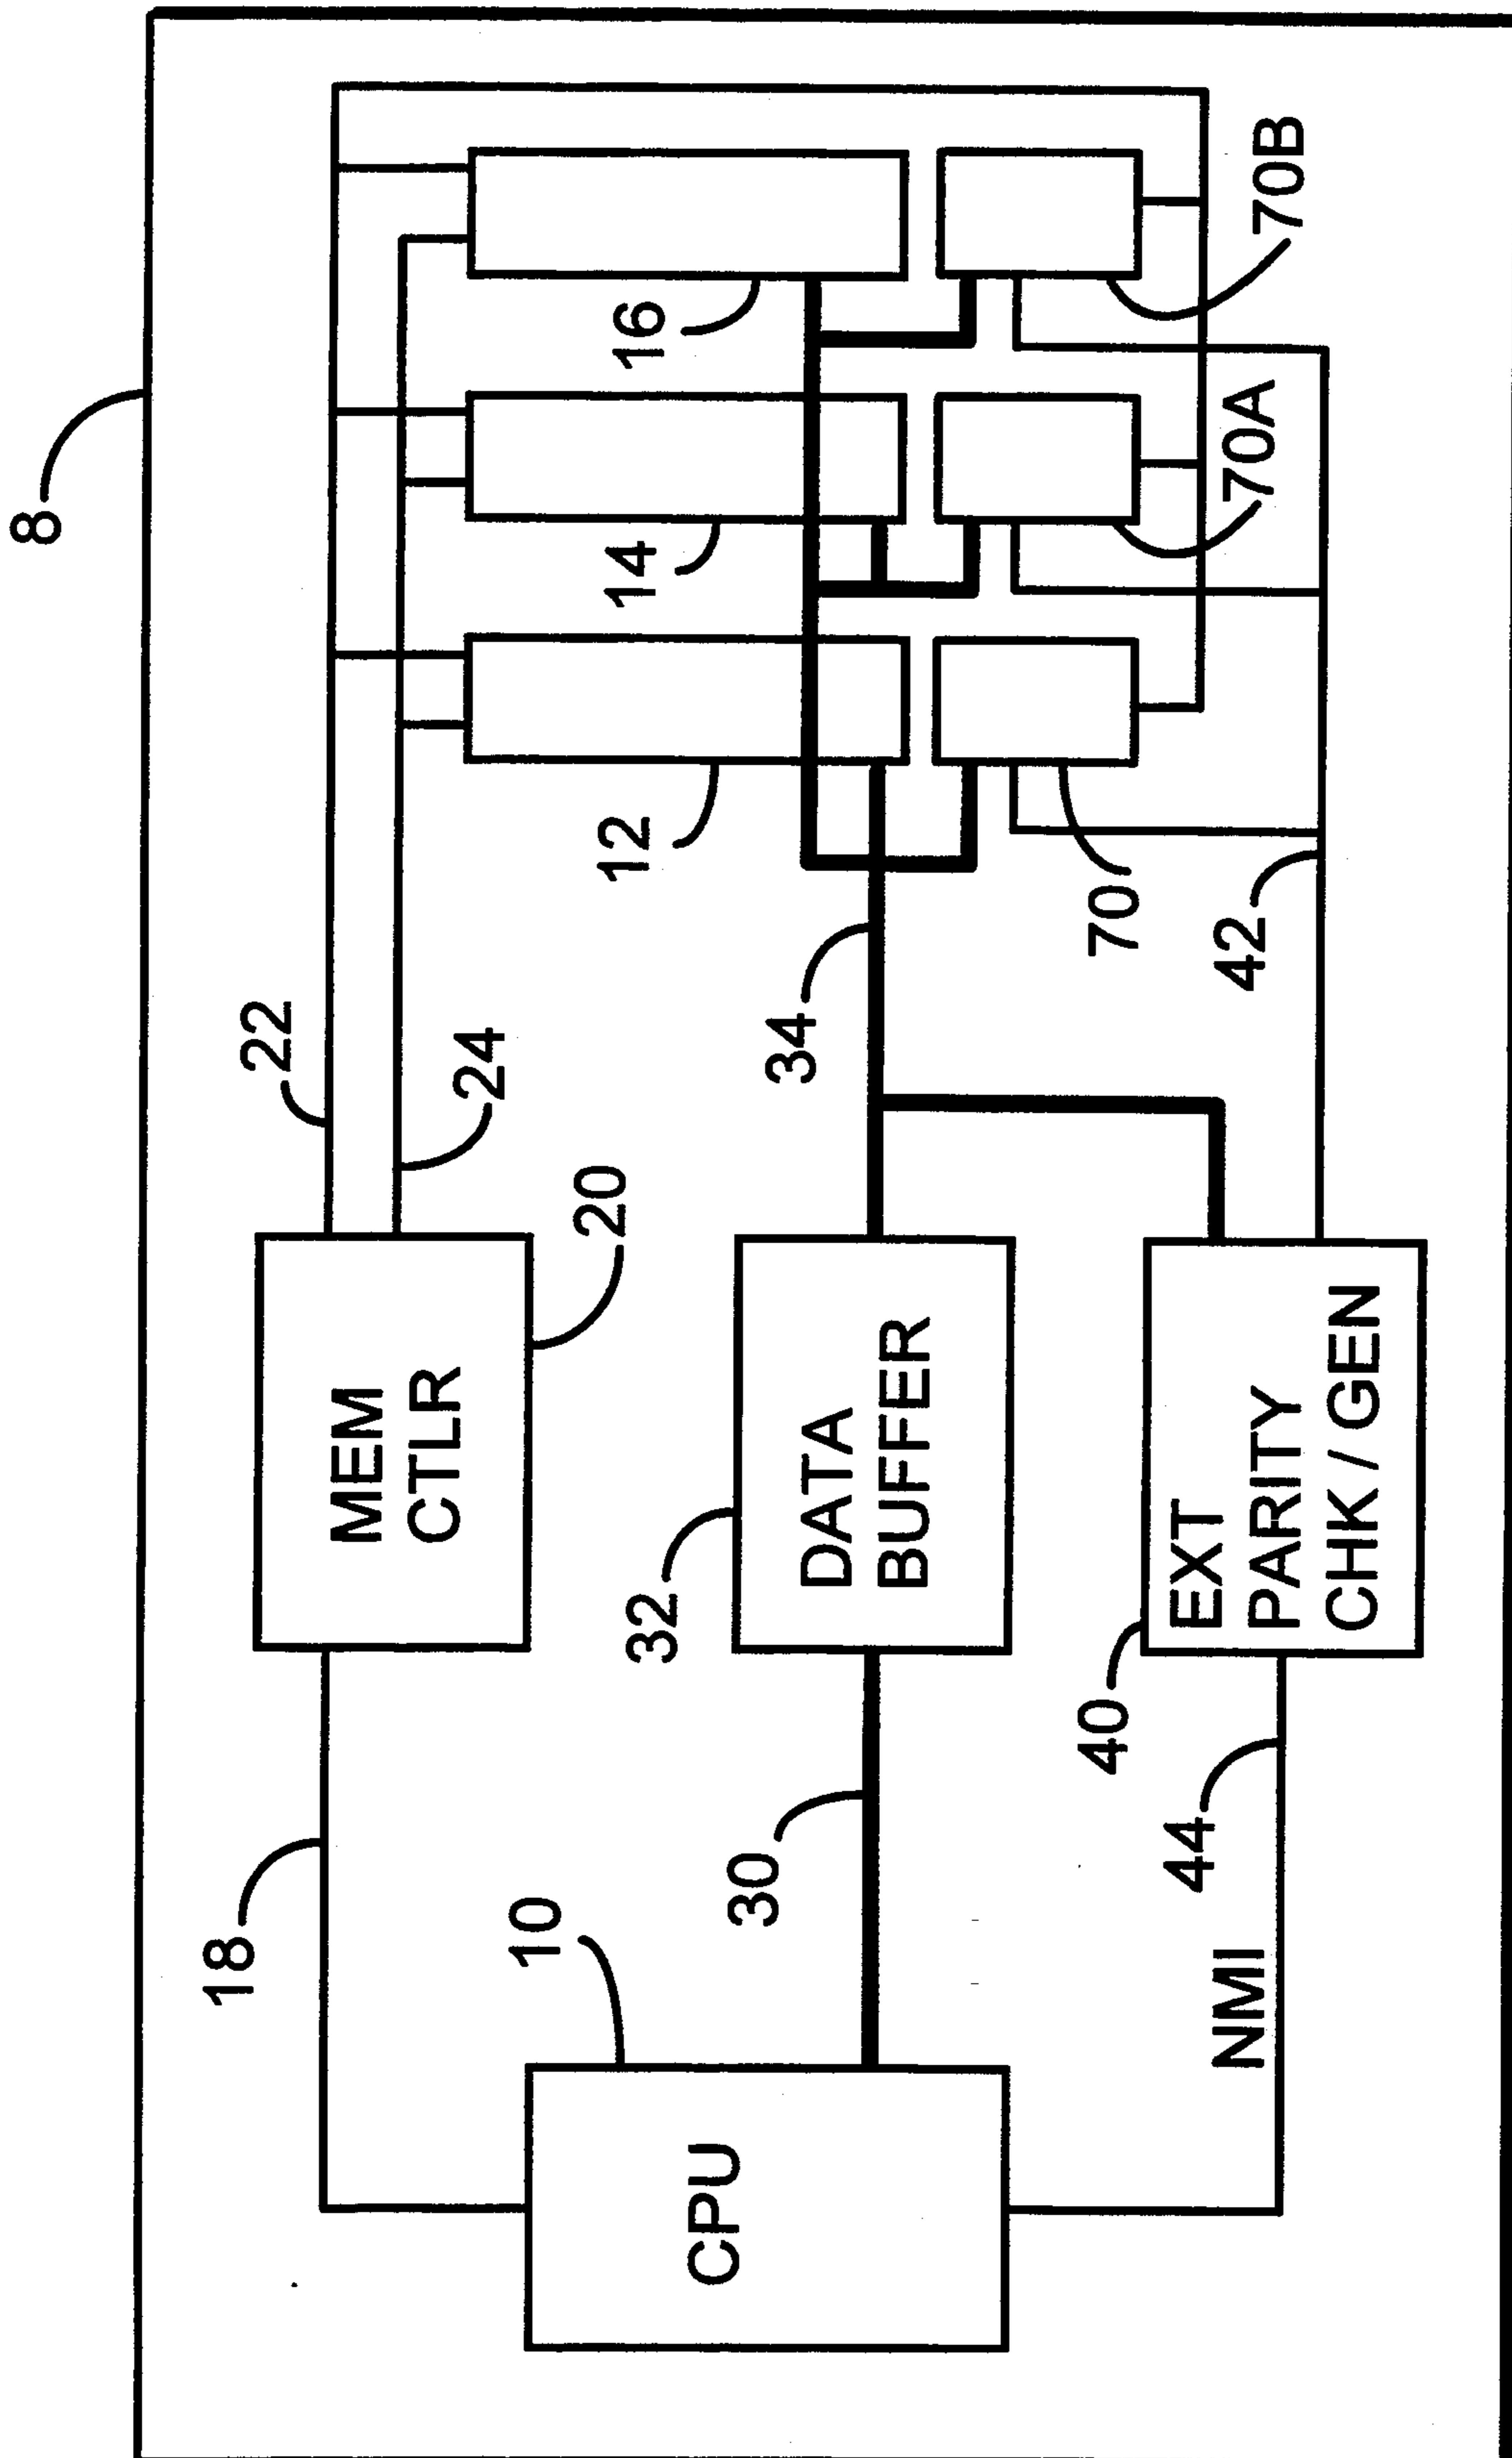 8
22
24
16
14
12
18
MEM
CTLR
20
10
CPU
30
32
DATA
BUFFER
34
70
70A
70B
42
40
EXT
PARITY
CHK / GEN
44
NMI